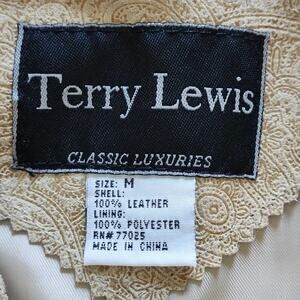 Terry Lewis
CLASSIC LUXURIES
SIZE: M
SHELL:
100% LEATHER
LINING:
100% POLYESTER
RN# 77025
MADE IN CHINA